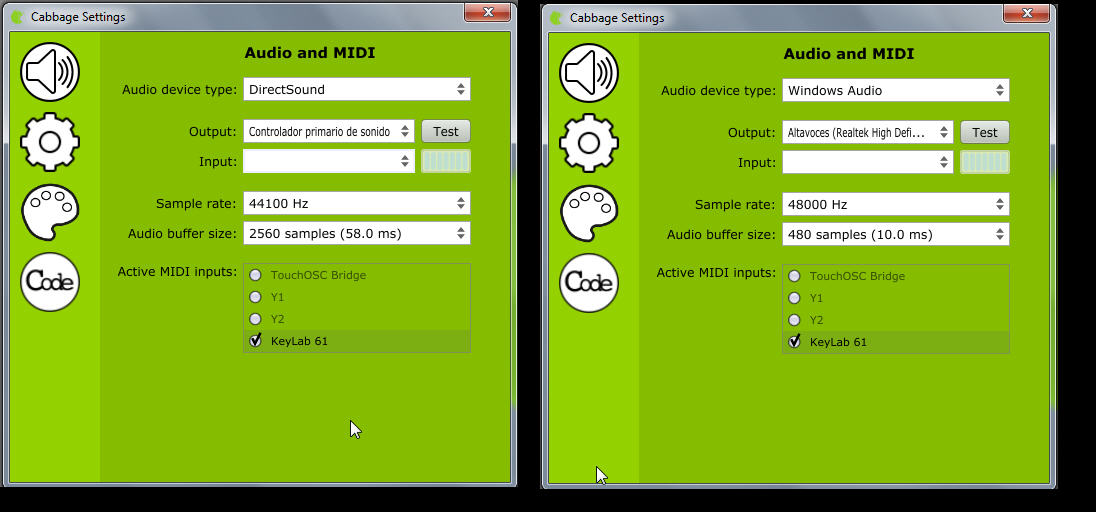 Cabbage Settings
Audio and MIDI
Audio device type: DirectSound
Output: Controlador primario de sonido Test
Input:
Sample rate: 44100 Hz
Audio buffer size: 2560 samples (58.0 ms)
Active MIDI inputs: TouchOSC Bridge
Y1
Y2
KeyLab 61
Code
Cabbage Settings
Audio and MIDI
Audio device type: Windows Audio
Output: Altavoces (Realtek High Defi... Test
Input:
Sample rate: 48000 Hz
Audio buffer size: 480 samples (10.0 ms)
Active MIDI inputs: TouchOSC Bridge
Y1
Y2
KeyLab 61
Code